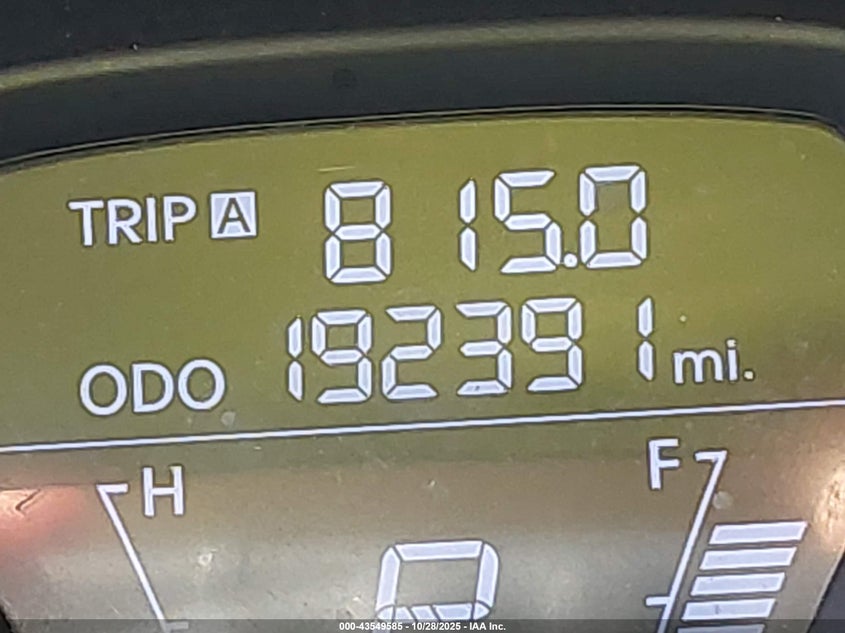 TRIP A 815.0
ODO 192391 mi.
H F
000-43549585 - 10/28/2025 - IAA Inc.